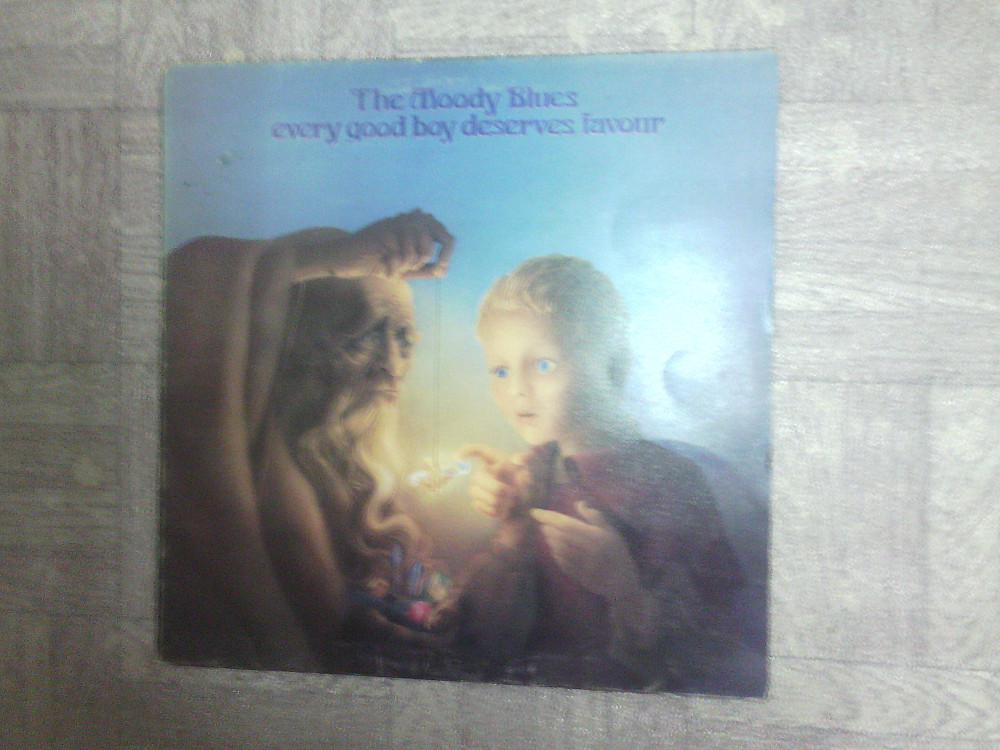 The Moody Blues
every good boy deserves favour